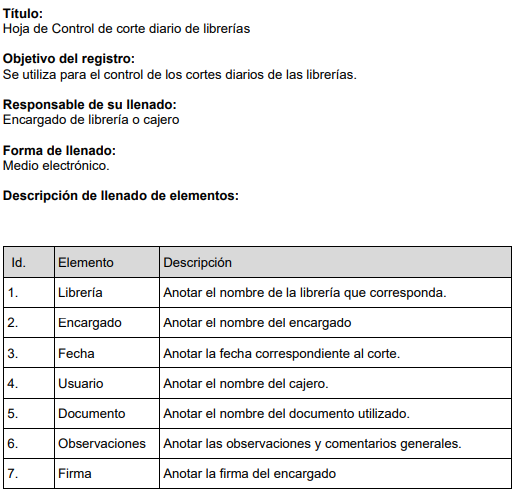 Título:
Hoja de Control de corte diario de librerías
Objetivo del registro:
Se utiliza para el control de los cortes diarios de las librerías.
Responsable de su llenado:
Encargado de librería o cajero
Forma de llenado:
Medio electrónico.
Descripción de llenado de elementos:
Id. Elemento Descripción
1. Librería Anotar el nombre de la librería que corresponda.
2. Encargado Anotar el nombre del encargado
3. Fecha Anotar la fecha correspondiente al corte.
4. Usuario Anotar el nombre del cajero.
5. Documento Anotar el nombre del documento utilizado.
6. Observaciones Anotar las observaciones y comentarios generales.
7. Firma Anotar la firma del encargado